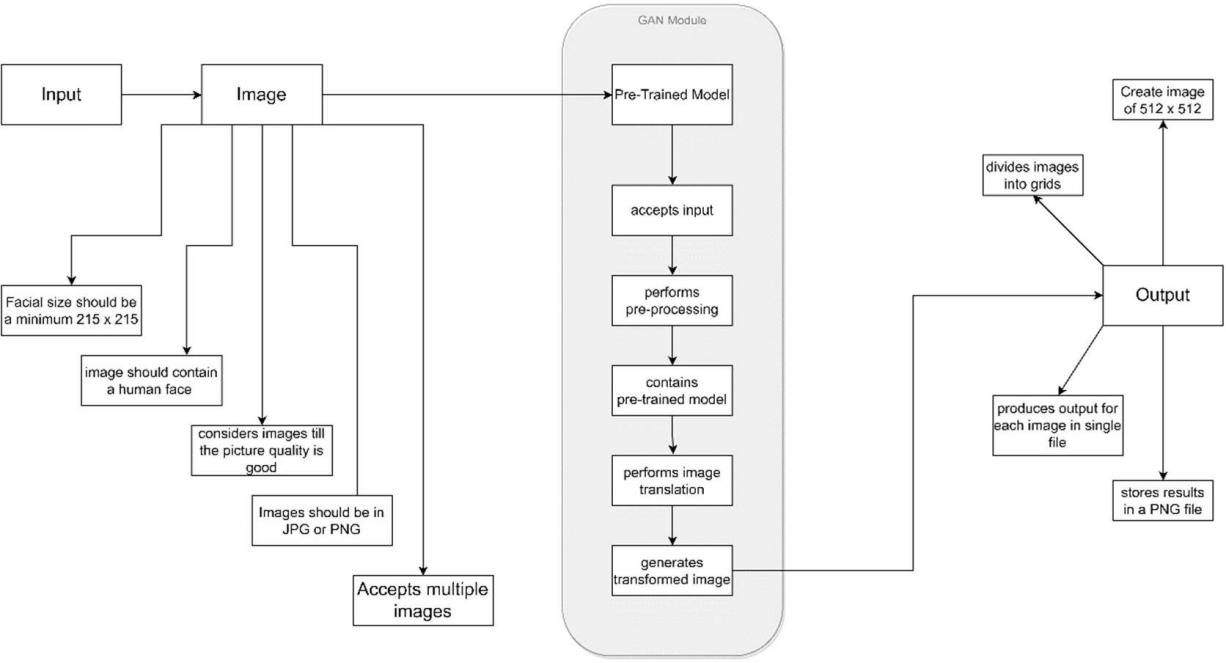 GAN Module
Input
Image
Pre-Trained Model
Create image
of 512 x 512
divides images
into grids
accepts input
Facial size should be
a minimum 215 x 215
performs
pre-processing
Output
image should contain
a human face
contains
pre-trained model
produces output for
each image in single
file
considers images till
the picture quality is
good
performs image
translation
stores results
in a PNG file
Images should be in
JPG or PNG
generates
transformed image
Accepts multiple
images